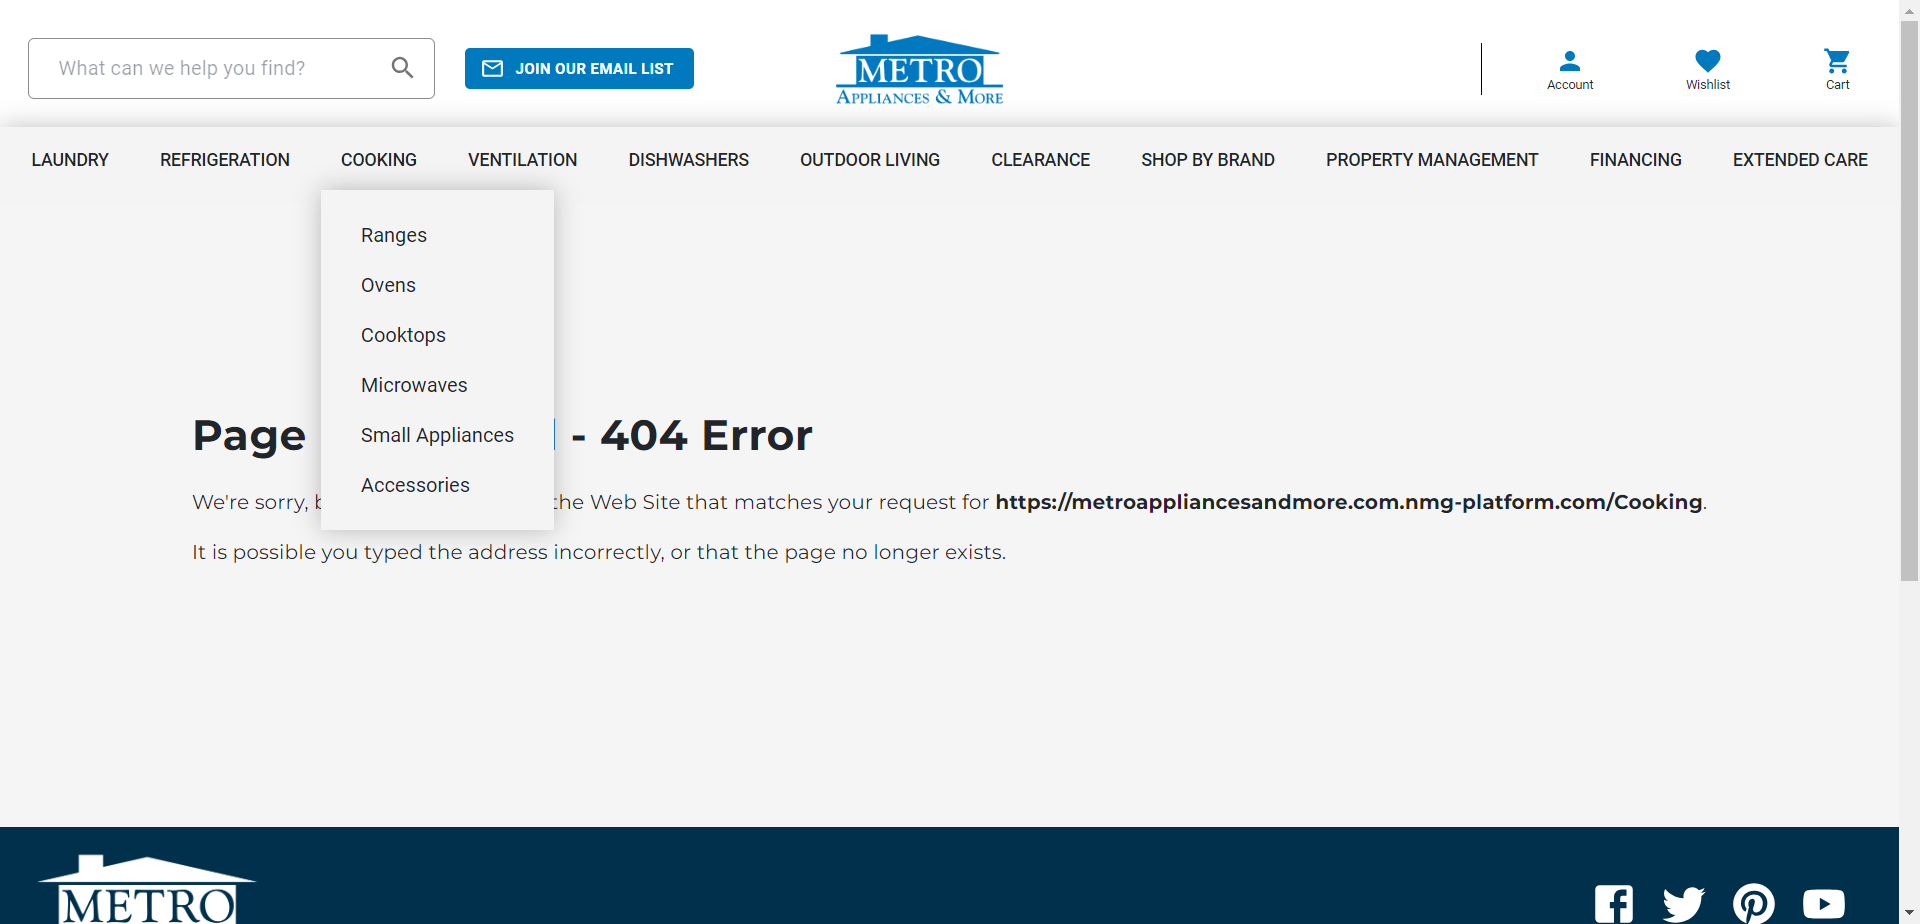 What can we help you find?
JOIN OUR EMAIL LIST
METRO
APPLIANCES & MORE
Account
Wishlist
Cart
LAUNDRY REFRIGERATION COOKING VENTILATION DISHWASHERS OUTDOOR LIVING CLEARANCE SHOP BY BRAND PROPERTY MANAGEMENT FINANCING EXTENDED CARE
Ranges
Ovens
Cooktops
Microwaves
Small Appliances
Accessories
Page - 404 Error
We're sorry, the Web Site that matches your request for https://metroappliancesandmore.com.nmg-platform.com/Cooking.
It is possible you typed the address incorrectly, or that the page no longer exists.
METRO